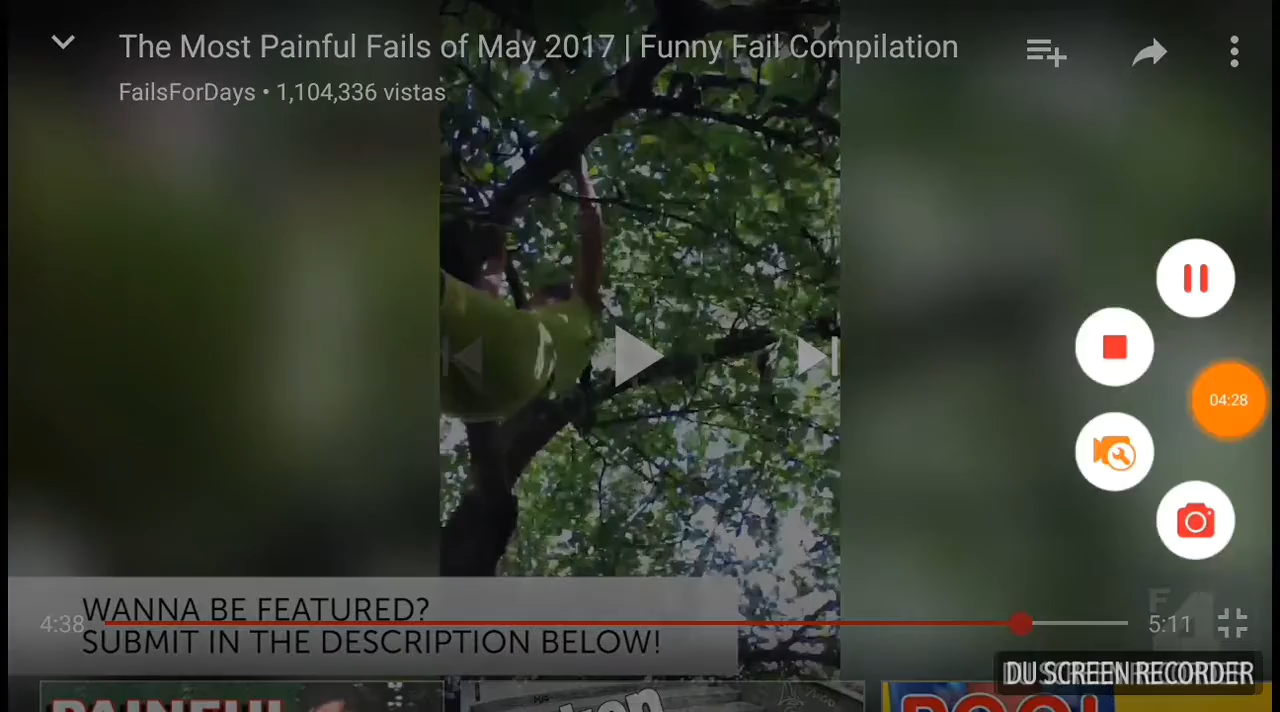 The Most Painful Fails of May 2017 | Funny Fail Compilation
FailsForDays • 1,104,336 vistas
04:28
WANNA BE FEATURED?
4:38
5:11
SUBMIT IN THE DESCRIPTION BELOW!
DU SCREEN RECORDER
PAINFUL